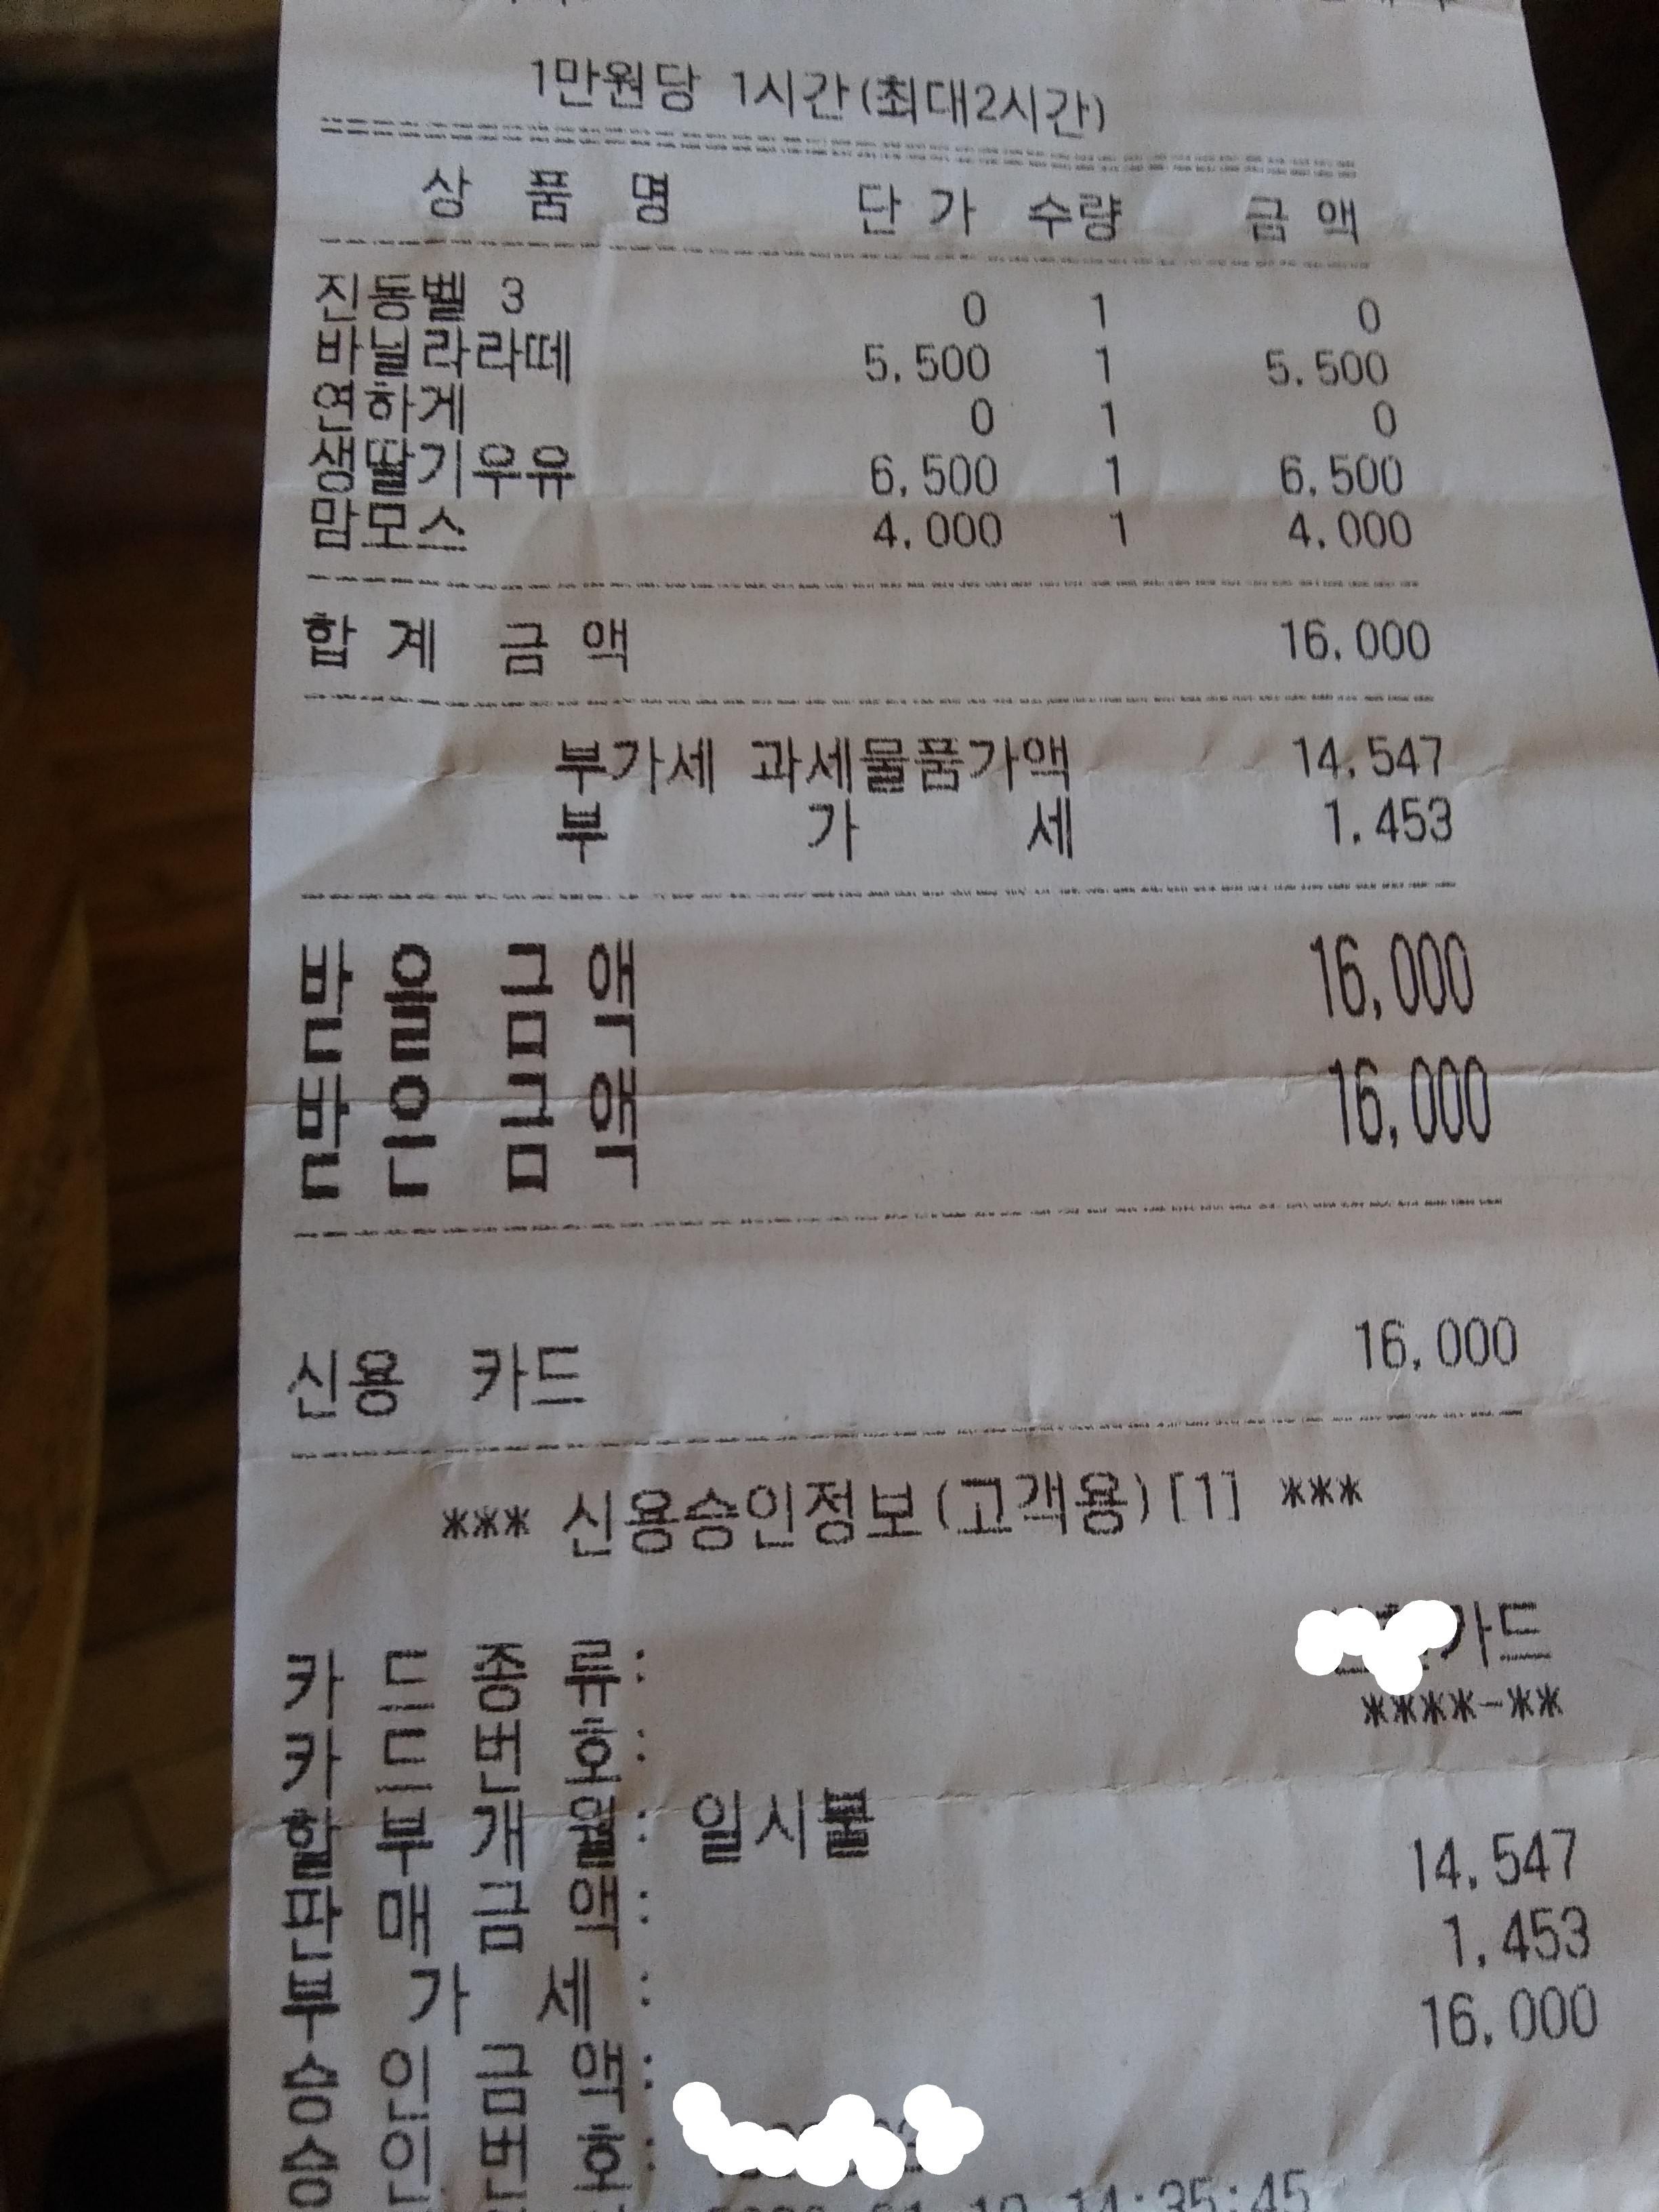 1만원당 1시간(최대2시간)
상 품 명 단 가 수량 금 액
진동벨 3 0 1 0
바닐라라떼 5,500 1 5,500
연하게 0 1 0
생딸기우유 6,500 1 6,500
맘모스 4,000 1 4,000
합 계 금 액 16,000
부가세 과세물품가액 14,547
부 가 세 1,453
받 을 금 액 16,000
받 은 금 액 16,000
신용 카드 16,000
*** 신용승인정보(고객용)[1] ***
카 드 종 류: 카드
카 드 번 호: ****-**
할 부 개 월: 일시불
판 매 금 액: 14,547
부 가 세 : 1,453
승 인 금 액: 16,000
승 인 번 호:
14:35:45